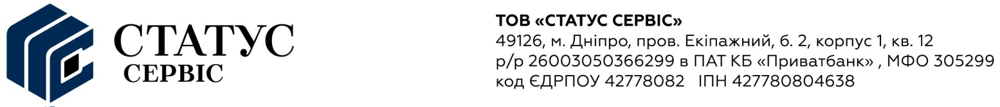 СТАТУС
СЕРВІС
ТОВ «СТАТУС СЕРВІС»
49126, м. Дніпро, пров. Екіпажний, б. 2, корпус 1, кв. 12
р/р 26003050366299 в ПАТ КБ «Приватбанк» , МФО 305299
код ЄДРПОУ 42778082 ІПН 427780804638